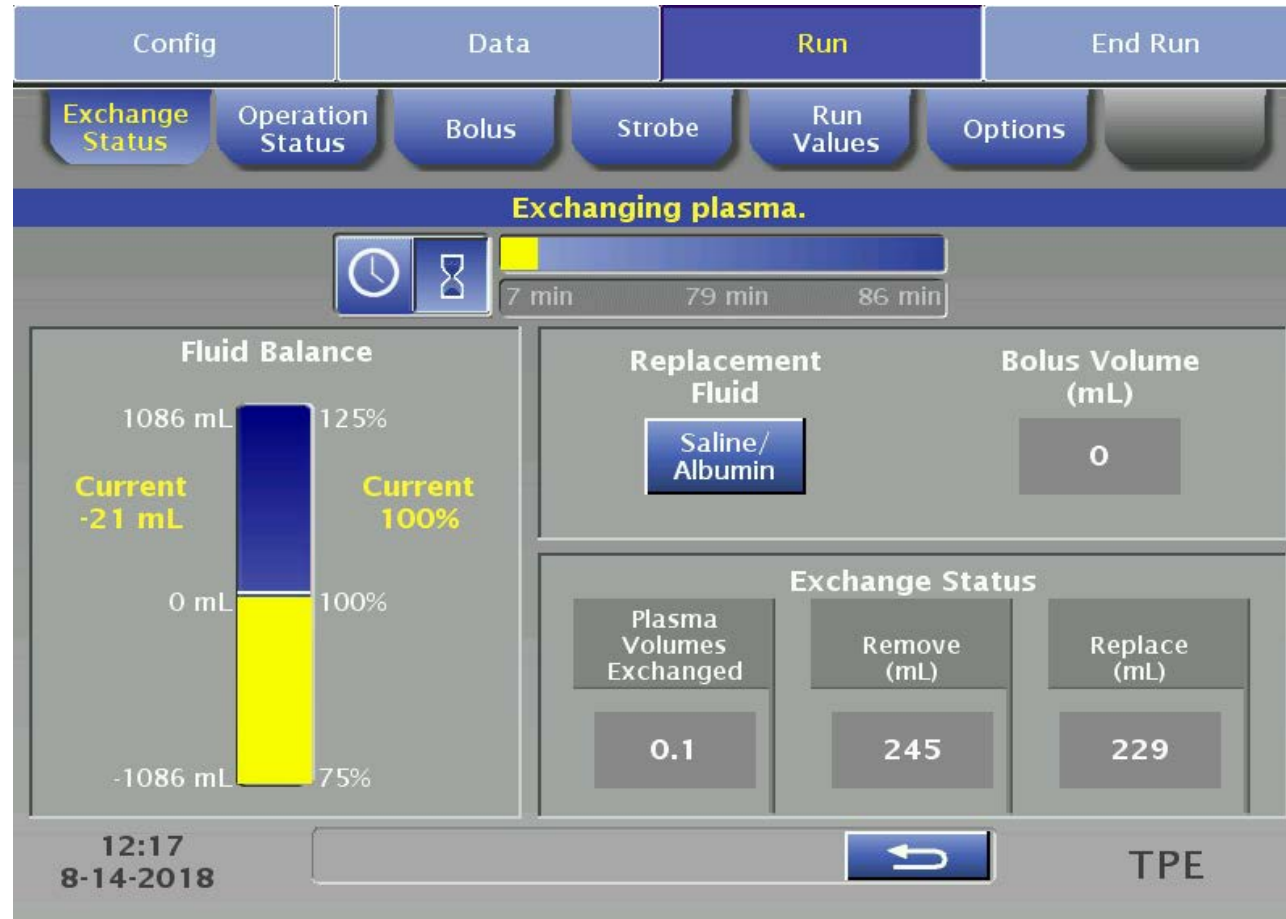 Config Data Run End Run
Exchange Status Operation Status Bolus Strobe Run Values Options
Exchanging plasma.
7 min 79 min 86 min
Fluid Balance
1086 mL 125%
Current -21 mL Current 100%
0 mL 100%
-1086 mL 75%
Replacement Fluid
Saline/
Albumin
Bolus Volume
(mL)
0
Exchange Status
Plasma
Volumes
Exchanged
0.1
Remove
(mL)
245
Replace
(mL)
229
12:17
8-14-2018
TPE